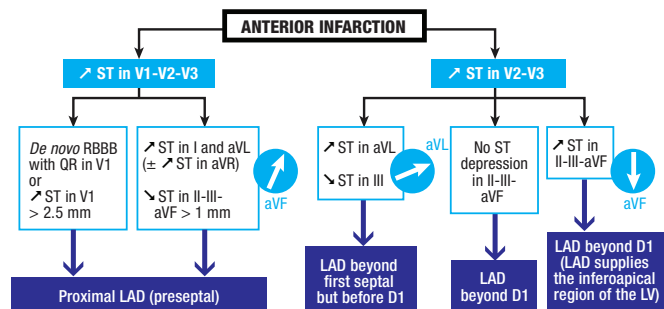 ANTERIOR INFARCTION
↗ ST in V1-V2-V3
↗ ST in V2-V3
De novo RBBB
with QR in V1
or
↗ ST in V1
> 2.5 mm
↗ ST in I and aVL
(± ↗ ST in aVR)
↘ ST in II-III-
aVF > 1 mm
aVF
↗ ST in aVL
↘ ST in III
aVL
No ST
depression
in II-III-
aVF
↗ ST in
II-III-aVF
aVF
Proximal LAD (preseptal)
LAD beyond
first septal
but before D1
LAD
beyond D1
LAD beyond D1
(LAD supplies
the inferoapical
region of the LV)